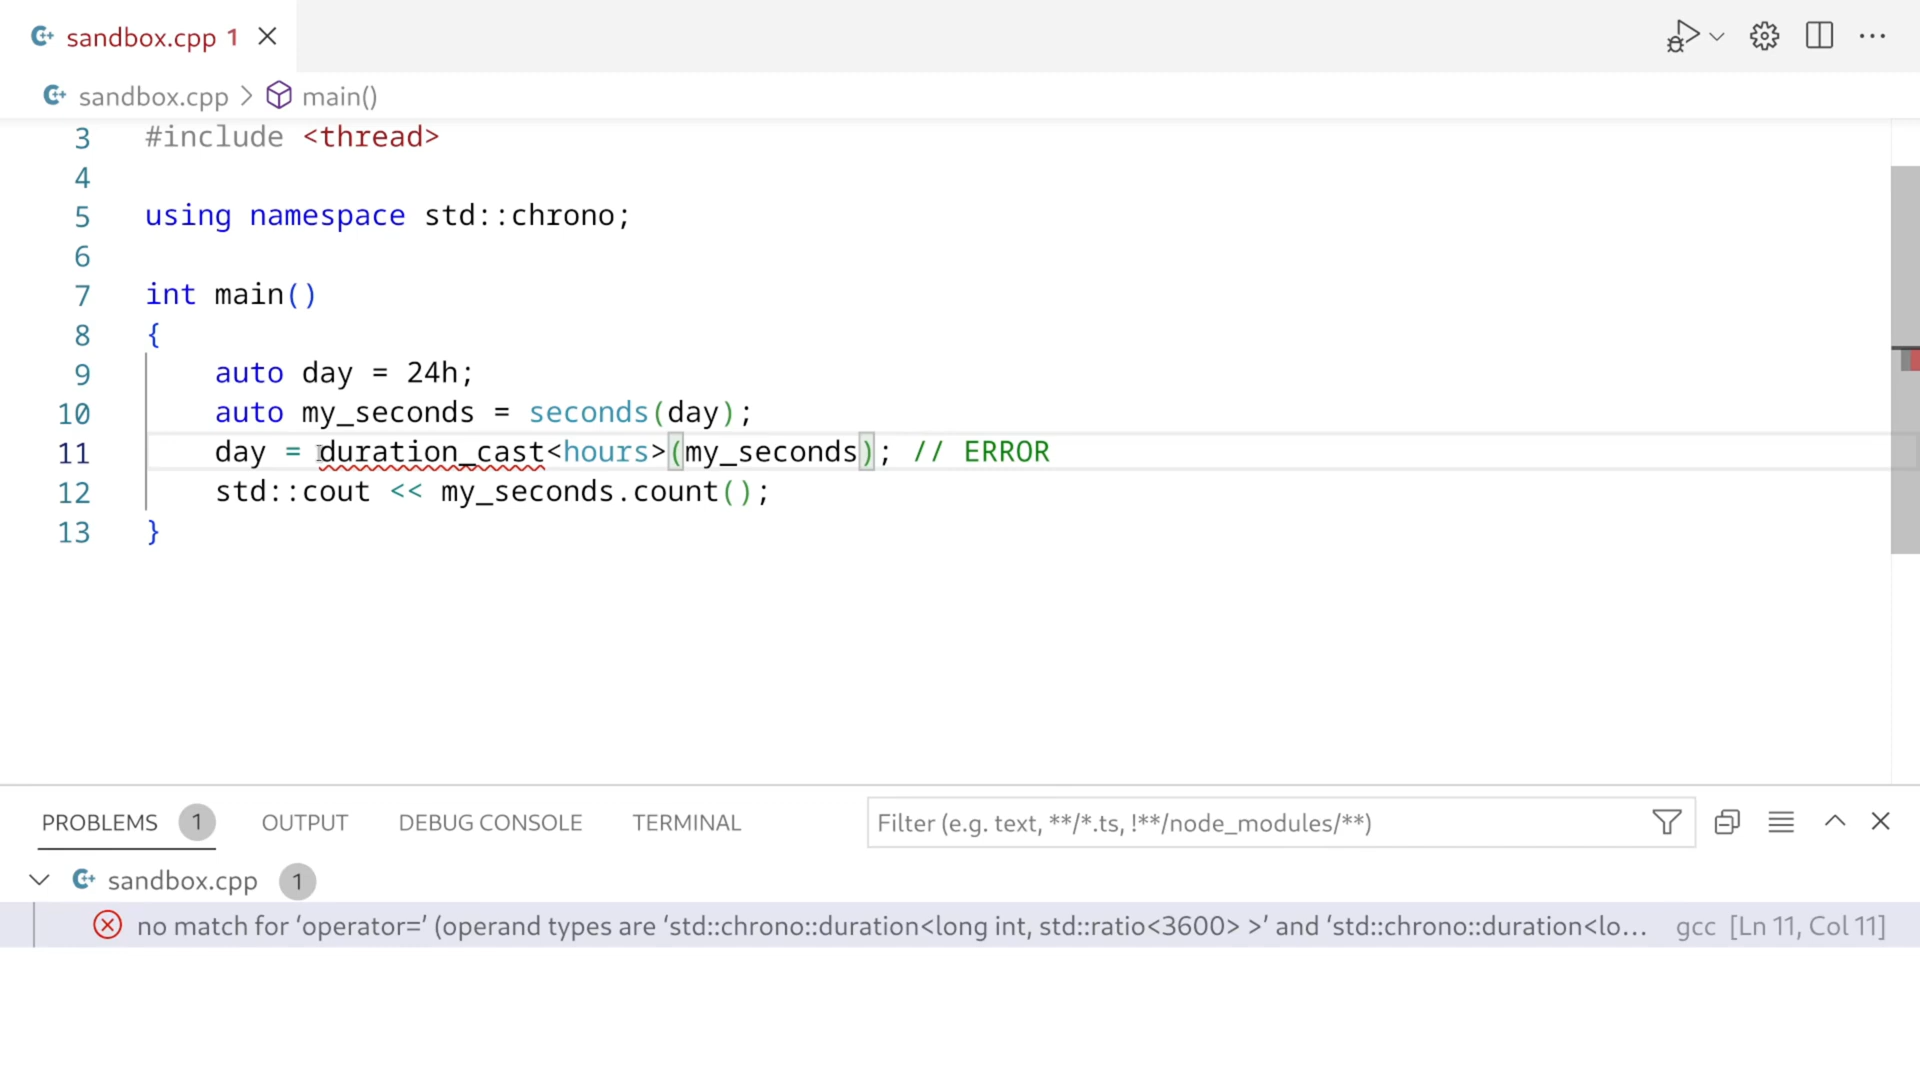 sandbox.cpp 1
sandbox.cpp > main()
3 #include <thread>
4
5 using namespace std::chrono;
6
7 int main()
8 {
9 auto day = 24h;
10 auto my_seconds = seconds(day);
11 day = duration_cast<hours>(my_seconds); // ERROR
12 std::cout << my_seconds.count();
13 }
PROBLEMS 1 OUTPUT DEBUG CONSOLE TERMINAL Filter (e.g. text, **/*.ts, !**/node_modules/**)
sandbox.cpp 1
no match for ‘operator=’ (operand types are ‘std::chrono::duration<long int, std::ratio<3600> >’ and ‘std::chrono::duration<lo... gcc [Ln 11, Col 11]